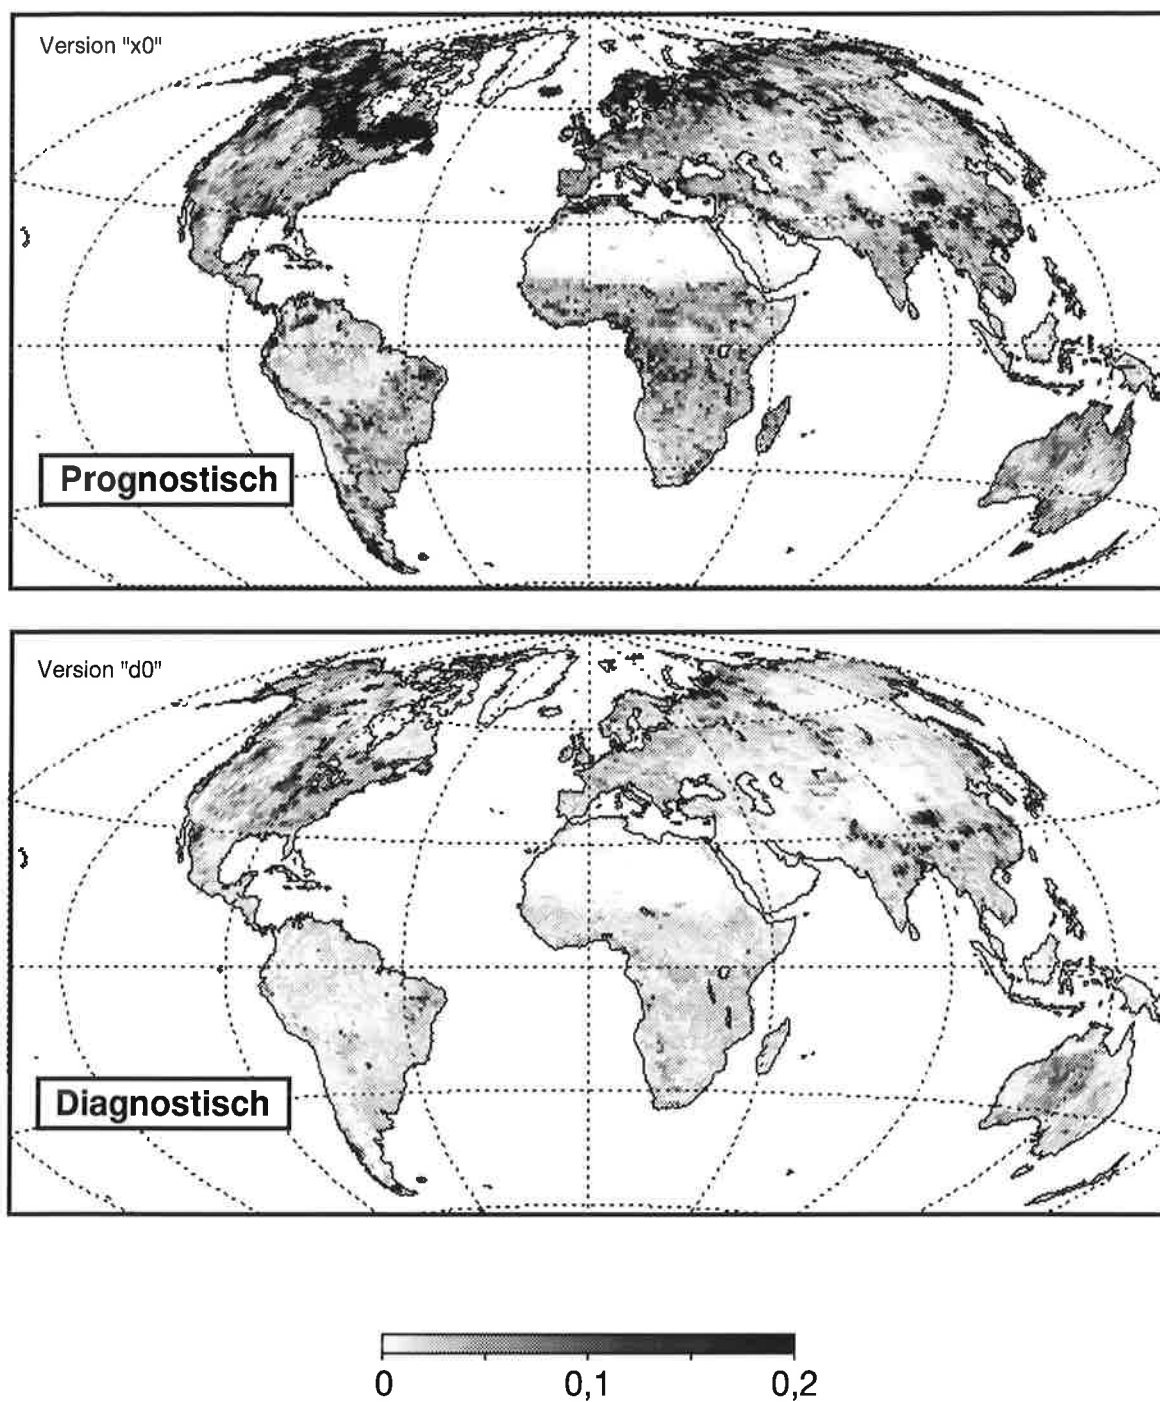 Version "x0"
Prognostisch
Version "d0"
Diagnostisch
0 0,1 0,2